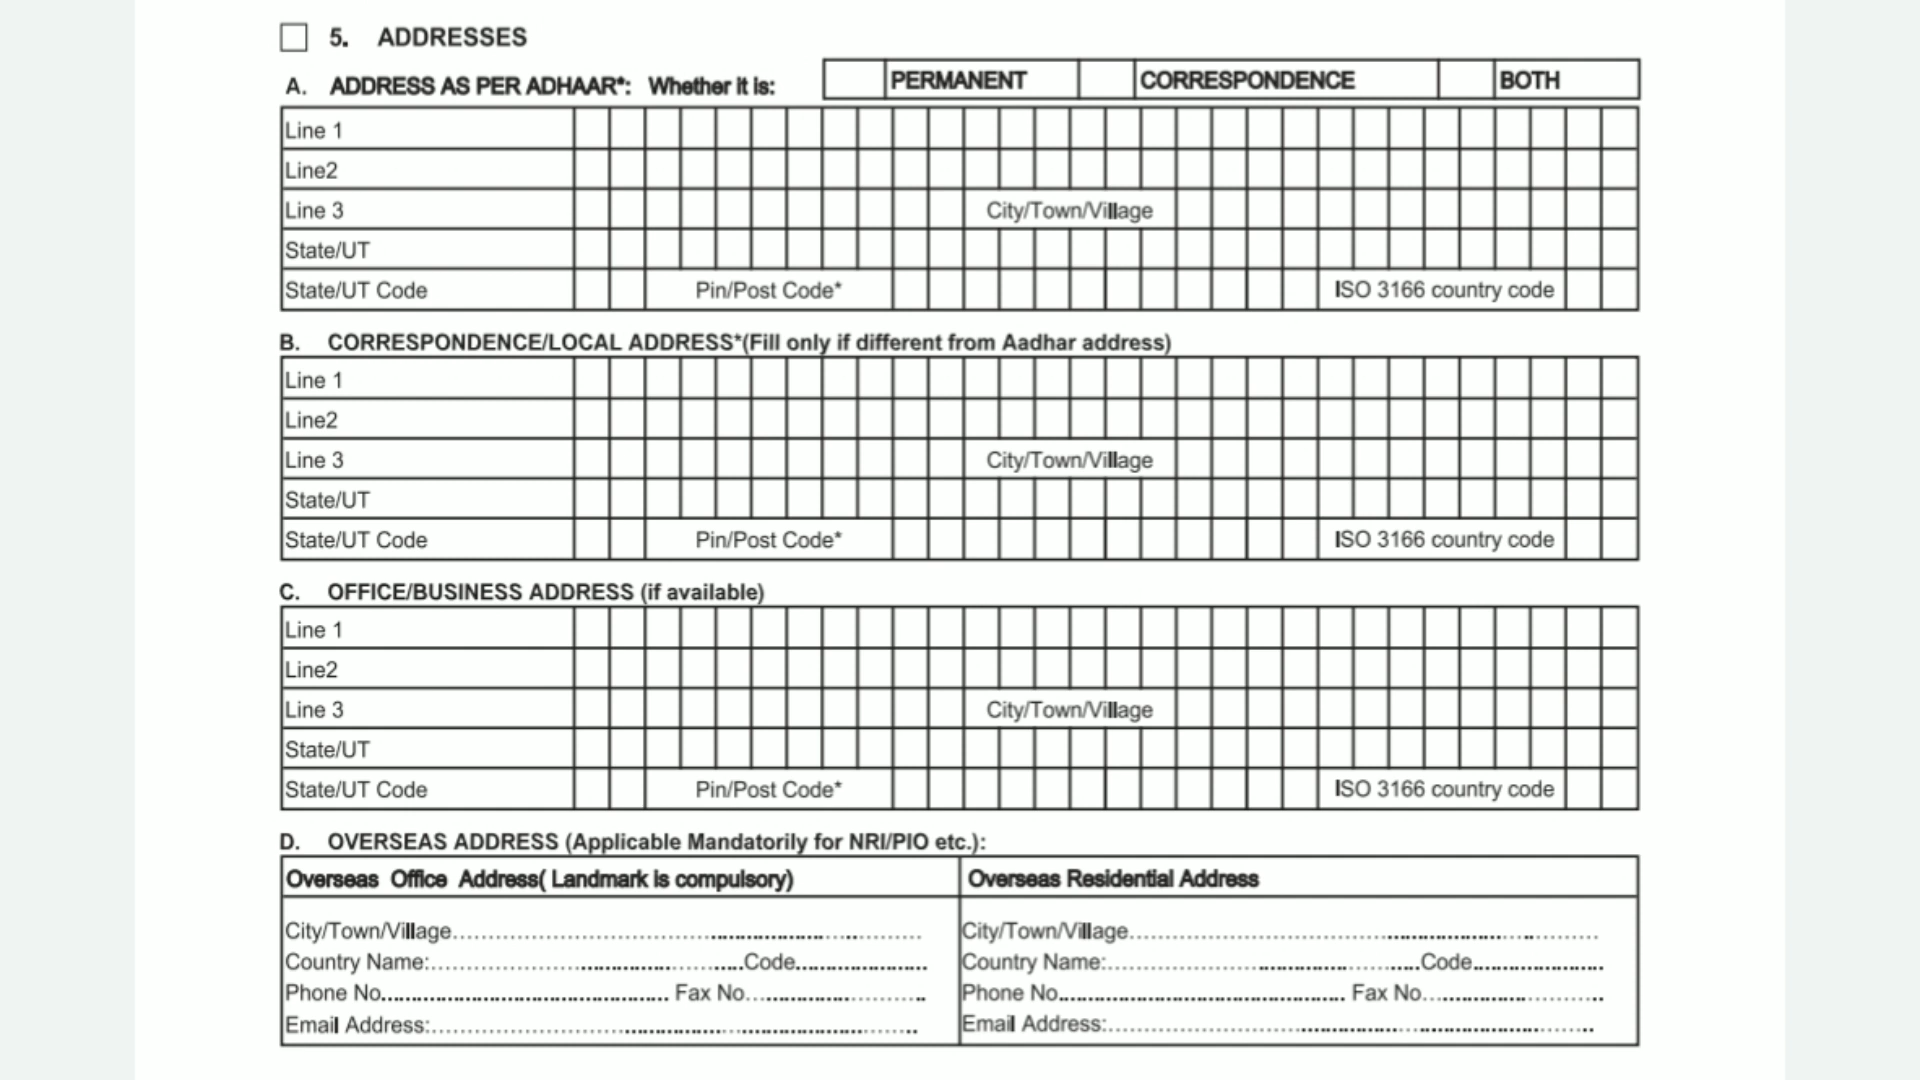 5. ADDRESSES
A. ADDRESS AS PER ADHAAR*: Whether it is: PERMANENT CORRESPONDENCE BOTH
Line 1
Line2
Line 3 City/Town/Village
State/UT
State/UT Code Pin/Post Code* ISO 3166 country code
B. CORRESPONDENCE/LOCAL ADDRESS*(Fill only if different from Aadhar address)
Line 1
Line2
Line 3 City/Town/Village
State/UT
State/UT Code Pin/Post Code* ISO 3166 country code
C. OFFICE/BUSINESS ADDRESS (if available)
Line 1
Line2
Line 3 City/Town/Village
State/UT
State/UT Code Pin/Post Code* ISO 3166 country code
D. OVERSEAS ADDRESS (Applicable Mandatorily for NRI/PIO etc.):
Overseas Office Address( Landmark is compulsory) Overseas Residential Address
City/Town/Village.................... City/Town/Village....................
Country Name:....................Code.................... Country Name:....................Code....................
Phone No.................... Fax No.................... Phone No.................... Fax No....................
Email Address:.................... Email Address:....................